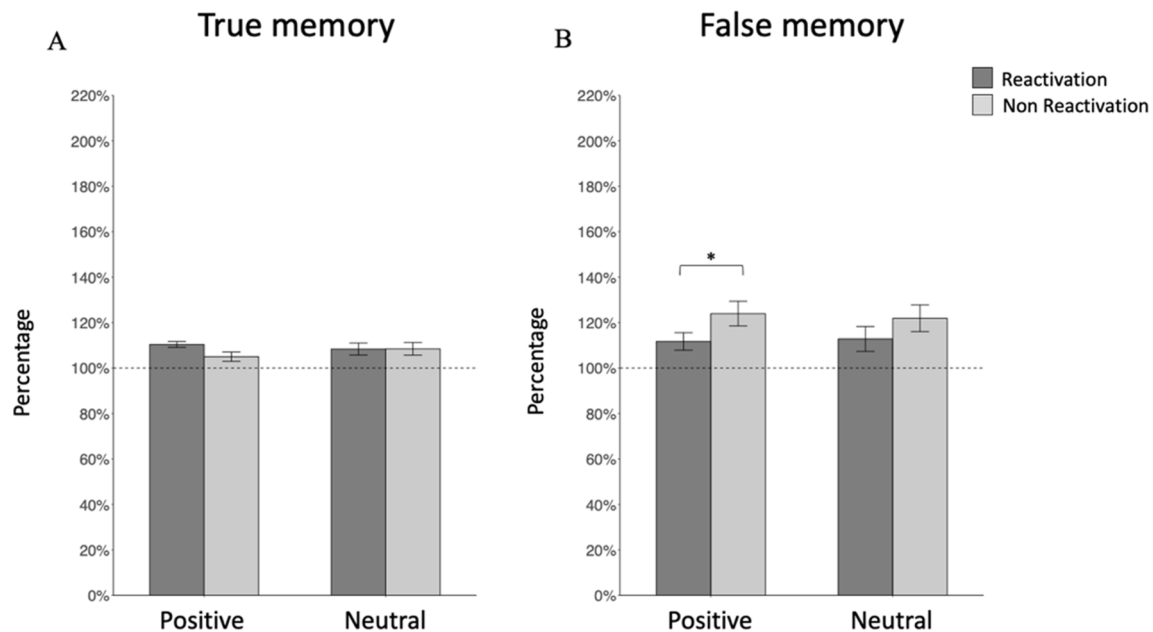 A
True memory
Percentage
220%
200%
180%
160%
140%
120%
100%
80%
60%
40%
20%
0%
Positive
Neutral
B
False memory
Reactivation
Non Reactivation
Percentage
220%
200%
180%
160%
140%
*
120%
100%
80%
60%
40%
20%
0%
Positive
Neutral